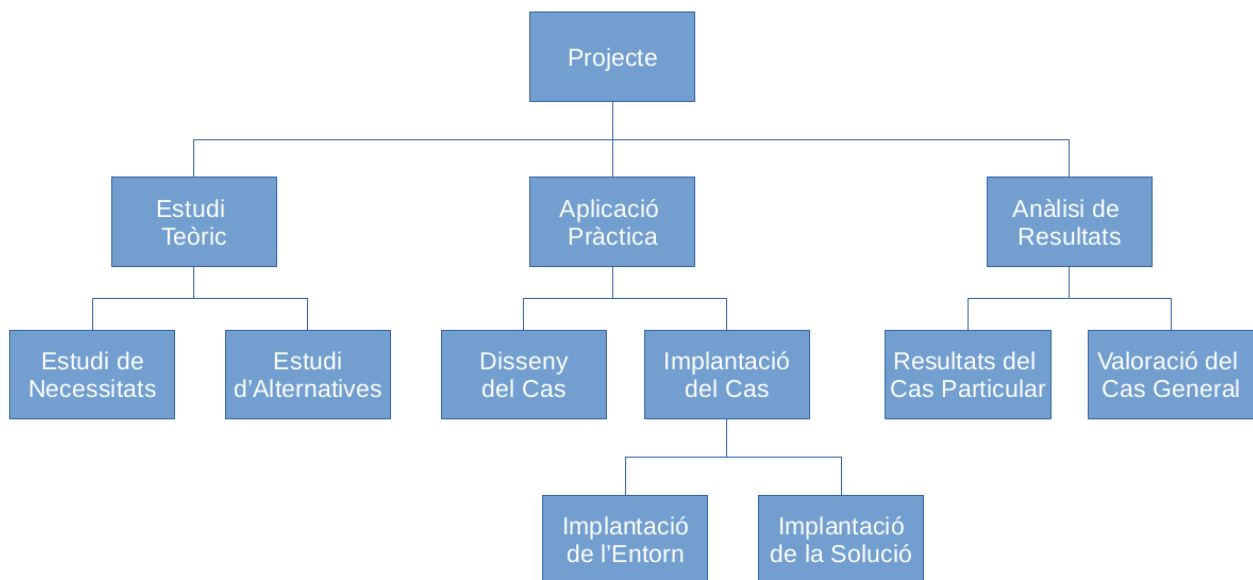 Projecte
Estudi
Teòric
Aplicació
Pràctica
Anàlisi de
Resultats
Estudi de
Necessitats
Estudi
d’Alternatives
Disseny
del Cas
Implantació
del Cas
Resultats del
Cas Particular
Valoració del
Cas General
Implantació
de l’Entorn
Implantació
de la Solució